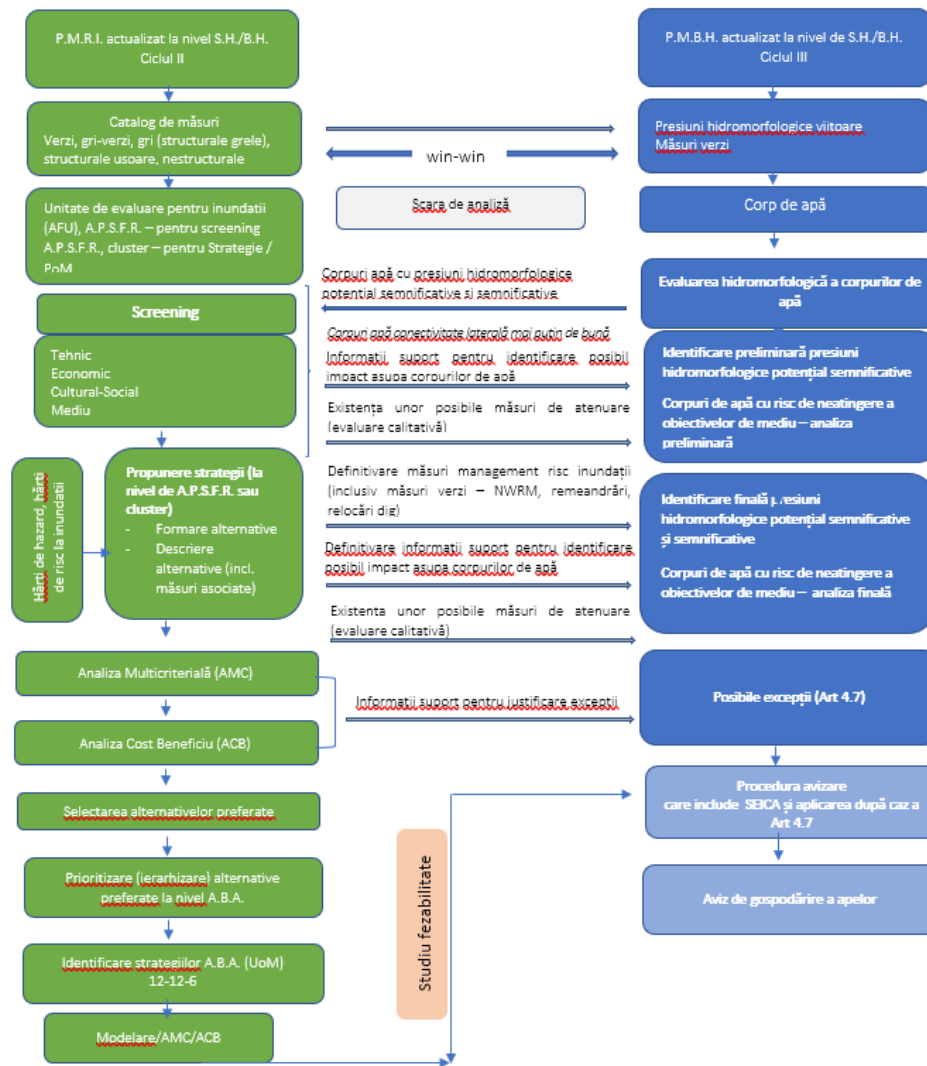 P.M.R.I. actualizat la nivel S.H./B.H.
Ciclul II
P.M.B.H. actualizat la nivel de S.H./B.H.
Ciclul III
Catalog de măsuri
Verzi, gri-verzi, gri (structurale grele),
structurale usoare, nestructurale
win-win
Presiuni hidromorfologice viitoare
Măsuri verzi
Unitate de evaluare pentru inundatii
(AFU), A.P.S.F.R. – pentru screening
A.P.S.F.R., cluster – pentru Strategie /
PoM
Scara de analiză
Corp de apă
Corpuri apă cu presiuni hidromorfologice
potential semnificative si semnificative
Evaluarea hidromorfologică a corpurilor de
apă
Screening
Tehnic
Economic
Cultural-Social
Mediu
Corpuri apă conectivitate laterală mai puțin de bună
Informatii suport pentru identificare posibil
impact asupa corpurilor de apă
Existența unor posibile măsuri de atenuare
(evaluare calitativă)
Identificare preliminară presiuni
hidromorfologice potențial semnificative
Corpuri de apă cu risc de neatingere a
obiectivelor de mediu – analiza
preliminară
Hărti de hazard, hărti
de risc la inundatii
Propunere strategii (la
nivel de A.P.S.F.R. sau
cluster)
- Formare alternative
- Descriere
alternative (incl.
măsuri asociate)
Definitivare măsuri management risc inundații
(inclusiv măsuri verzi – NWRM, remeandrări,
relocări dig)
Definitivare informatii suport pentru identificare
posibil impact asupa corpurilor de apă
Existenta unor posibile măsuri de atenuare
(evaluare calitativă)
Identificare finală presiuni
hidromorfologice potențial semnificative
și semnificative
Corpuri de apă cu risc de neatingere a
obiectivelor de mediu – analiza finală
Analiza Multicriterială (AMC)
Analiza Cost Beneficiu (ACB)
Informatii suport pentru justificare excepții
Posibile excepții (Art 4.7)
Selectarea alternativelor preferate
Procedura avizare
care include SEICA și aplicarea după caz a
Art 4.7
Prioritizare (ierarhizare) alternative
preferate la nivel A.B.A.
Studiu fezabilitate
Aviz de gospodărire a apelor
Identificare strategiilor A.B.A. (UoM)
12-12-6
Modelare/AMC/ACB